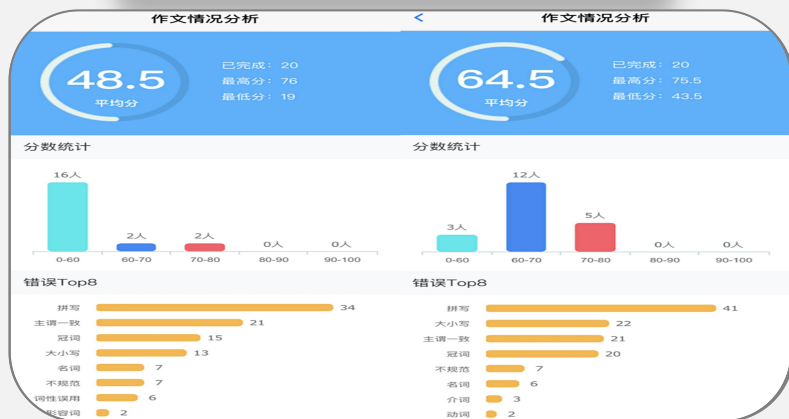 作文情况分析
48.5
平均分
已完成：20
最高分：76
最低分：19
分数统计
16人
2人
2人
0人
0人
0-60
60-70
70-80
80-90
90-100
错误Top8
拼写 34
主谓一致 21
冠词 15
大小写 13
名词 7
不规范 7
词性误用 6
形容词 2
作文情况分析
64.5
平均分
已完成：20
最高分：75.5
最低分：43.5
分数统计
3人
12人
5人
0人
0人
0-60
60-70
70-80
80-90
90-100
错误Top8
拼写 41
大小写 22
主谓一致 21
冠词 20
不规范 7
名词 6
介词 3
动词 2